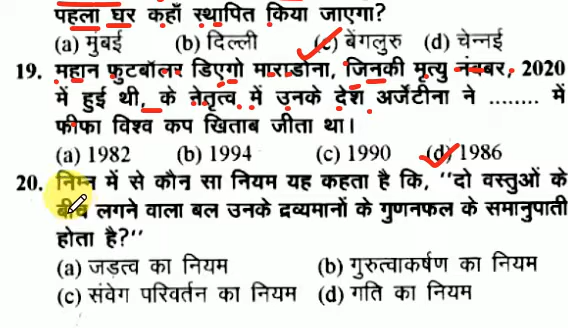 पहला घर कहाँ स्थापित किया जाएगा?
(a) मुंबई (b) दिल्ली (c) बेंगलुरु (d) चेन्नई
19. महान फुटबॉलर डिएगो माराडोना, जिनकी मृत्यु नंवबर, 2020
में हुई थी, के नेतृत्व में उनके देश अर्जेंटीना ने ........ में
फीफा विश्व कप खिताब जीता था।
(a) 1982 (b) 1994 (c) 1990 (d) 1986
20. निम्न में से कौन सा नियम यह कहता है कि, "दो वस्तुओं के
बीच लगने वाला बल उनके द्रव्यमानों के गुणनफल के समानुपाती
होता है?"
(a) जड़त्व का नियम (b) गुरुत्वाकर्षण का नियम
(c) संवेग परिवर्तन का नियम (d) गति का नियम